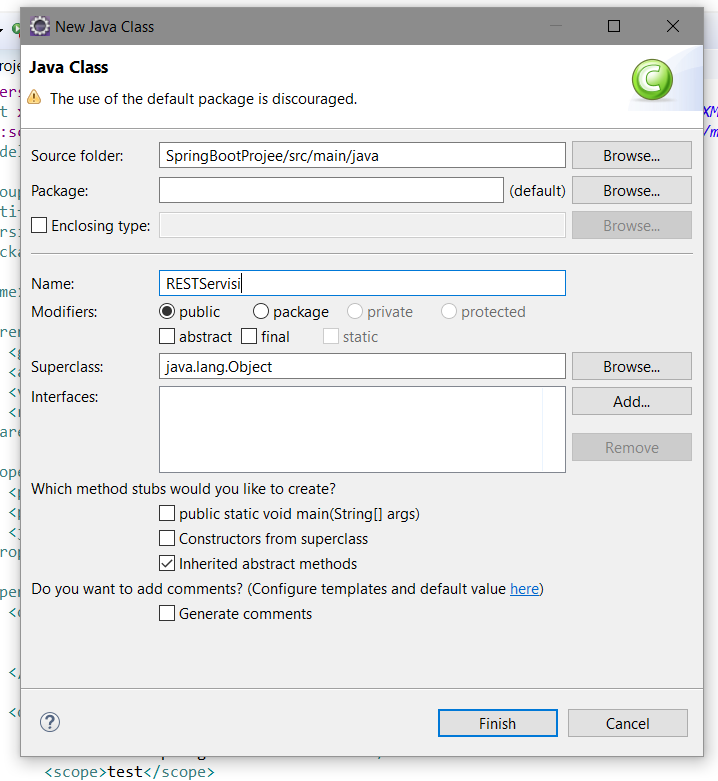 New Java Class
Java Class
The use of the default package is discouraged.
Source folder: SpringBootProjee/src/main/java Browse...
Package: (default) Browse...
Enclosing type: Browse...
Name: RESTServisi
Modifiers: public package private protected
abstract final static
Superclass: java.lang.Object Browse...
Interfaces: Add...
Remove
Which method stubs would you like to create?
public static void main(String[] args)
Constructors from superclass
Inherited abstract methods
Do you want to add comments? (Configure templates and default value here)
Generate comments
? Finish Cancel
<scope>test</scope>